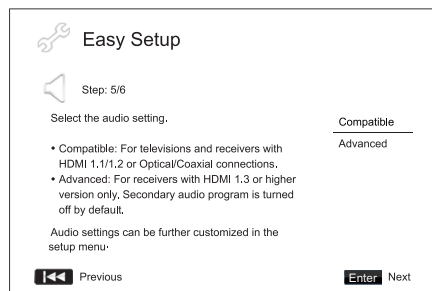 Easy Setup
Step: 5/6
Select the audio setting.
Compatible
Advanced
• Compatible: For televisions and receivers with
HDMI 1.1/1.2 or Optical/Coaxial connections.
• Advanced: For receivers with HDMI 1.3 or higher
version only, Secondary audio program is turned
off by default.
Audio settings can be further customized in the
setup menu.
Previous
Enter Next